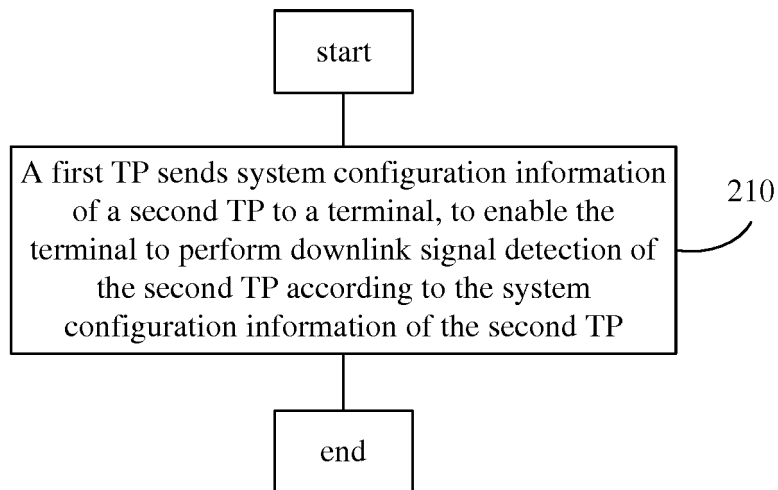 start
A first TP sends system configuration information
of a second TP to a terminal, to enable the
terminal to perform downlink signal detection of
the second TP according to the system
configuration information of the second TP
210
end